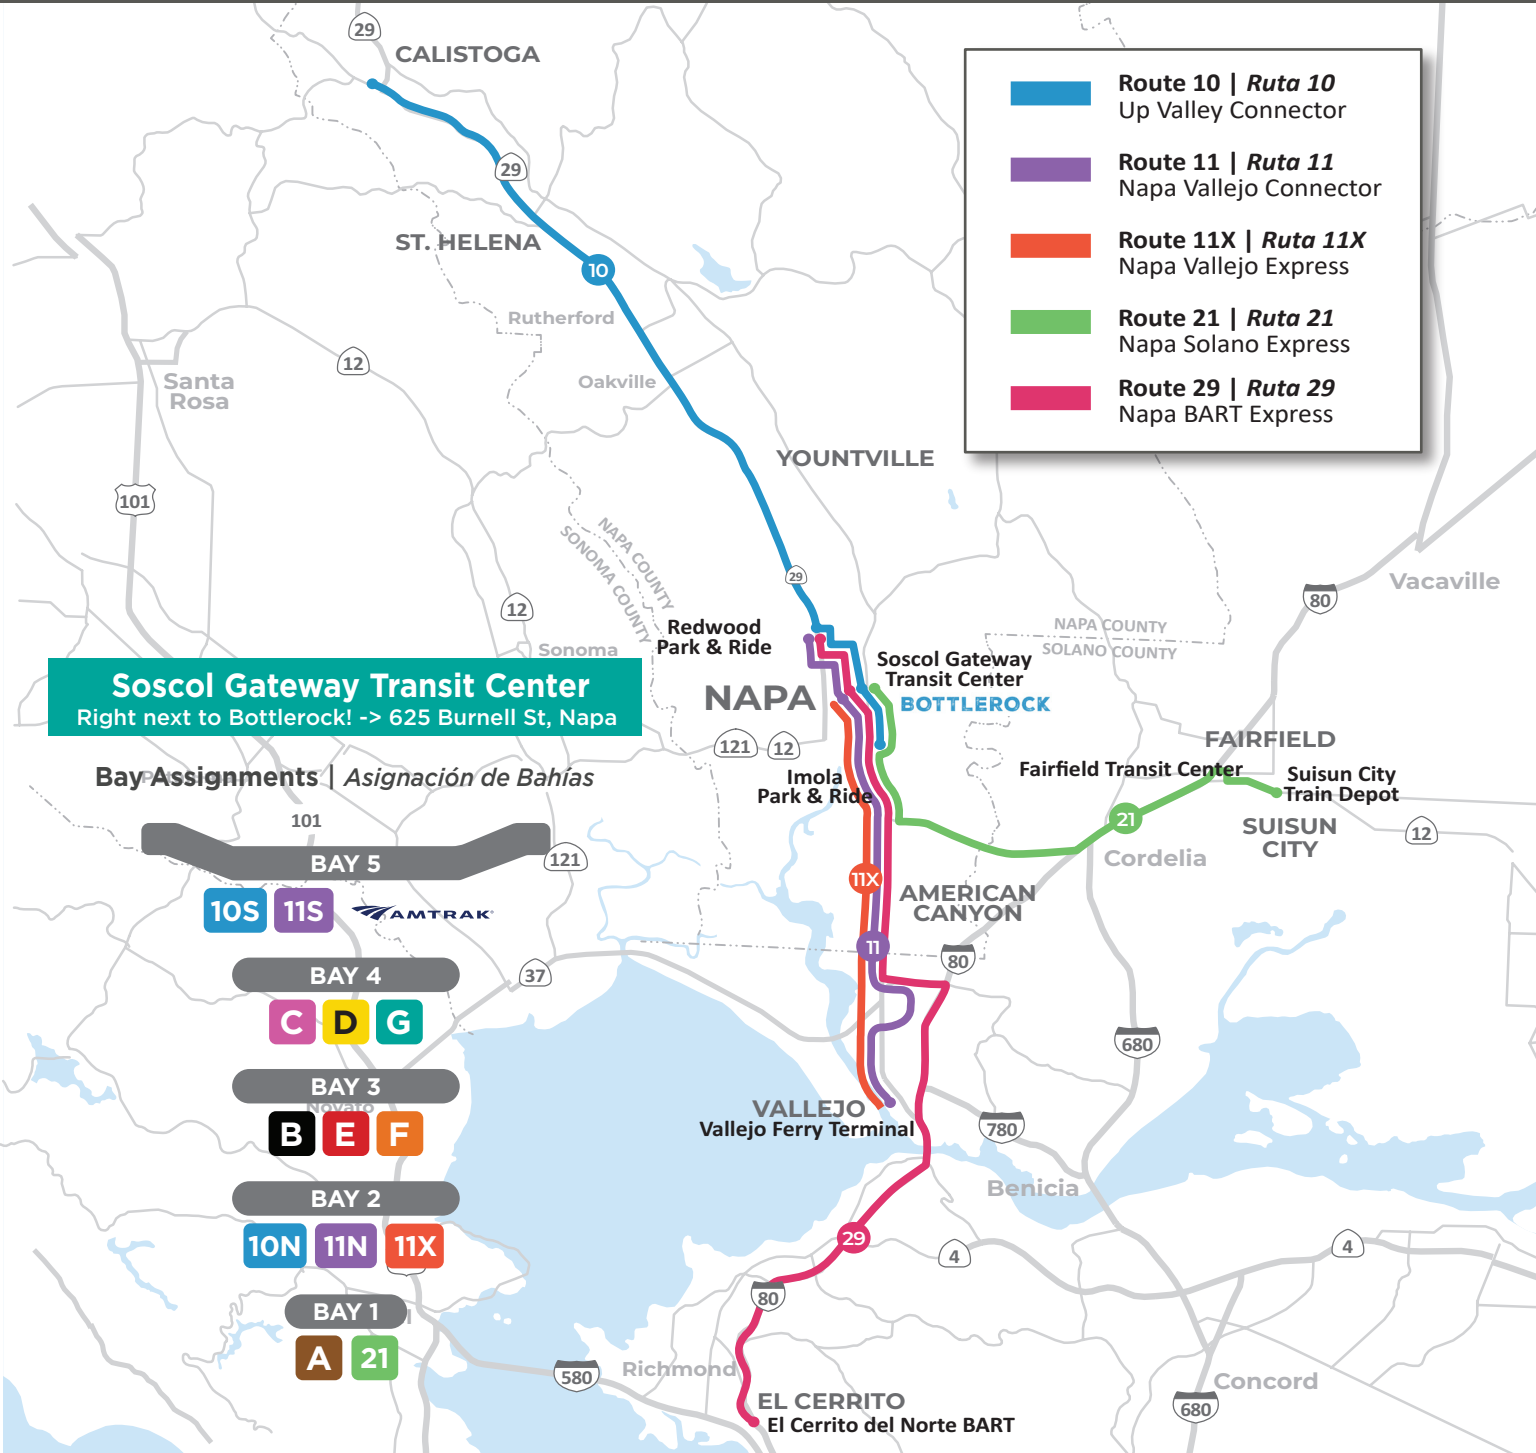 29
CALISTOGA
Route 10 | Ruta 10
Up Valley Connector
Route 11 | Ruta 11
Napa Vallejo Connector
Route 11X | Ruta 11X
Napa Vallejo Express
Route 21 | Ruta 21
Napa Solano Express
Route 29 | Ruta 29
Napa BART Express
29
ST. HELENA
10
Rutherford
12
Santa
Rosa
Oakville
YOUNTVILLE
101
NAPA COUNTY
SONOMA COUNTY
29
Vacaville
80
12
NAPA COUNTY
SOLANO COUNTY
Redwood
Park & Ride
Sonoma
Soscol Gateway
Transit Center
BOTTLEROCK
NAPA
Soscol Gateway Transit Center
Right next to Bottlerock! -> 625 Burnell St, Napa
121
12
FAIRFIELD
Fairfield Transit Center
Suisun City
Train Depot
Imola
Park & Ride
Bay Assignments | Asignación de Bahías
101
21
SUISUN
CITY
12
Cordelia
121
BAY 5
11X
10S
11S
AMTRAK
AMERICAN
CANYON
11
80
BAY 4
37
C
D
G
680
BAY 3
Novato
B
E
F
VALLEJO
Vallejo Ferry Terminal
780
Benicia
BAY 2
10N
11N
11X
29
4
4
80
BAY 1
A
21
Richmond
580
Concord
680
EL CERRITO
El Cerrito del Norte BART